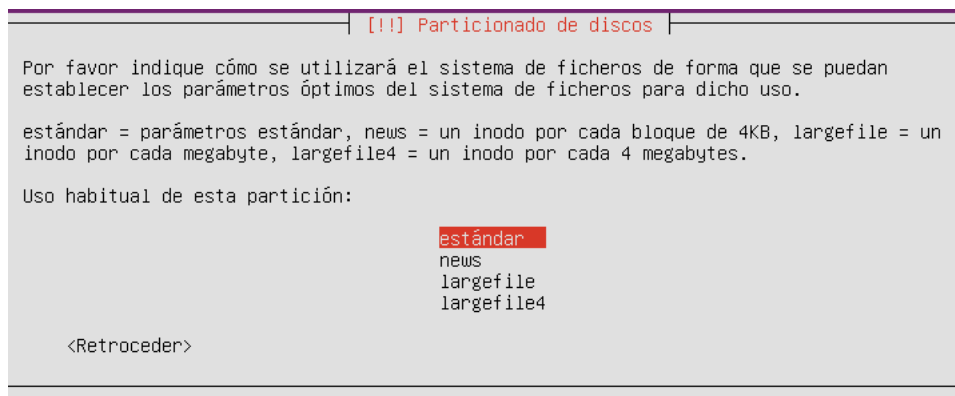 [!!] Particionado de discos
Por favor indique cómo se utilizará el sistema de ficheros de forma que se puedan
establecer los parámetros óptimos del sistema de ficheros para dicho uso.
estándar = parámetros estándar, news = un inodo por cada bloque de 4KB, largefile = un
inodo por cada megabyte, largefile4 = un inodo por cada 4 megabytes.
Uso habitual de esta partición:
estándar
news
largefile
largefile4
<Retroceder>